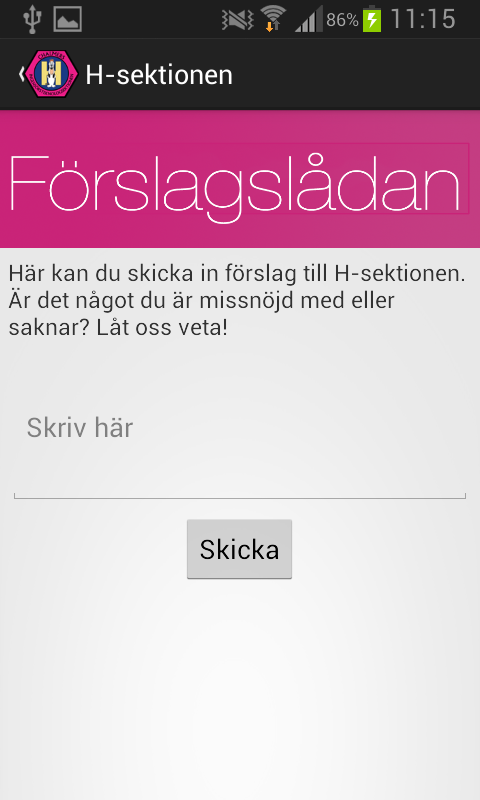 86% 11:15
H-sektionen
Förslagslådan
Här kan du skicka in förslag till H-sektionen.
Är det något du är missnöjd med eller
saknar? Låt oss veta!
Skriv här
Skicka